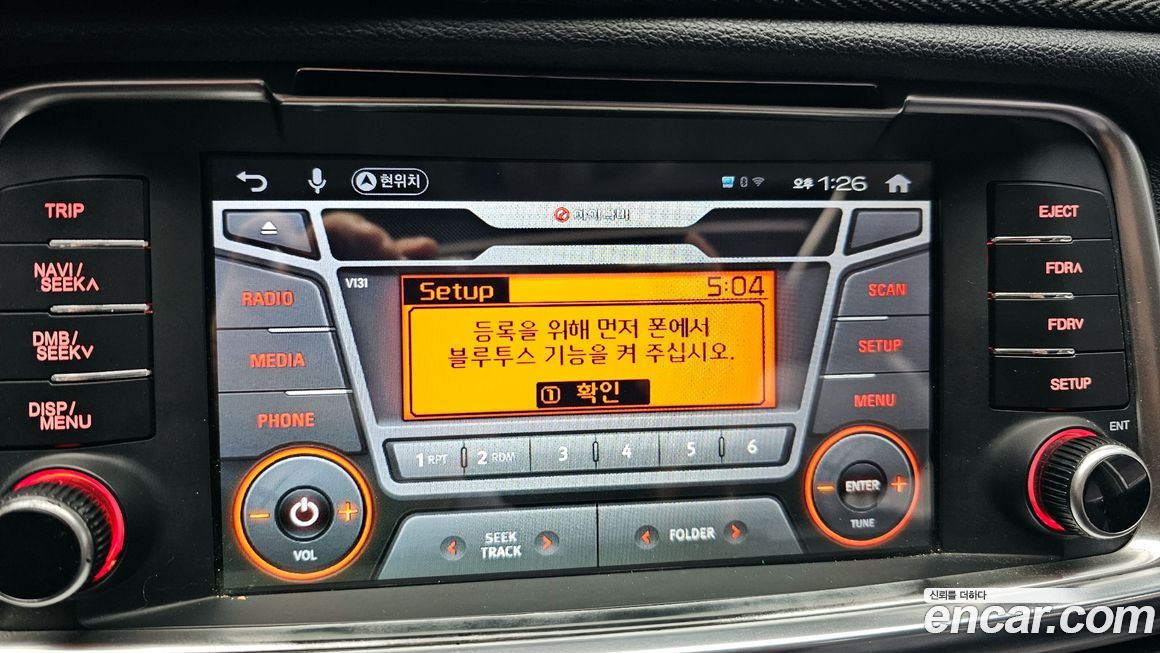 TRIP
NAVI/
SEEK∧
DMB/
SEEK∨
DISP/
MENU
현위치
오후 1:26
V131
RADIO
MEDIA
PHONE
Setup 5:04
등록을 위해 먼저 폰에서
블루투스 기능을 켜 주십시오.
① 확인
SCAN
SETUP
MENU
1 RPT 2 RDM 3 4 5 6
− +
VOL
SEEK
TRACK
FOLDER
− ENTER +
TUNE
EJECT
FDR∧
FDR∨
SETUP
ENT
신뢰를 더하다
encar.com